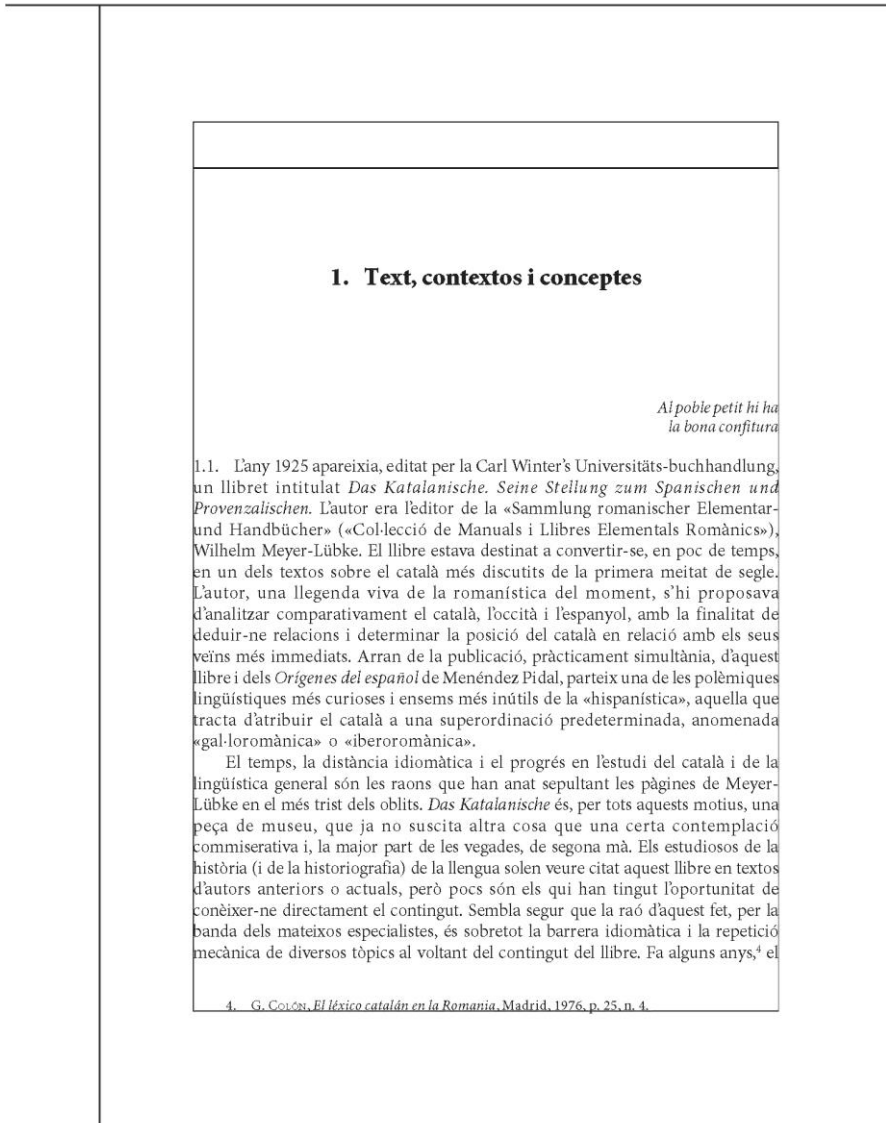 1. Text, contextos i conceptes
Al poble petit hi ha
la bona confitura
1.1. L'any 1925 apareixia, editat per la Carl Winter's Universitäts-buchhandlung,
un llibret intitulat Das Katalanische. Seine Stellung zum Spanischen und
Provenzalischen. L'autor era l'editor de la «Sammlung romanischer Elementar-
und Handbücher» («Col·lecció de Manuals i Llibres Elementals Romànics»),
Wilhelm Meyer-Lübke. El llibre estava destinat a convertir-se, en poc de temps,
en un dels textos sobre el català més discutits de la primera meitat de segle.
L'autor, una llegenda viva de la romanística del moment, s'hi proposava
d'analitzar comparativament el català, l'occità i l'espanyol, amb la finalitat de
deduir-ne relacions i determinar la posició del català en relació amb els seus
veïns més immediats. Arran de la publicació, pràcticament simultània, d'aquest
llibre i dels Orígenes del español de Menéndez Pidal, parteix una de les polèmiques
lingüístiques més curioses i ensems més inútils de la «hispanística», aquella que
tracta d'atribuir el català a una superordinació predeterminada, anomenada
«gal·loromànica» o «iberoromànica».
El temps, la distància idiomàtica i el progrés en l'estudi del català i de la
lingüística general són les raons que han anat sepultant les pàgines de Meyer-
Lübke en el més trist dels oblits. Das Katalanische és, per tots aquests motius, una
peça de museu, que ja no suscita altra cosa que una certa contemplació
commiserativa i, la major part de les vegades, de segona mà. Els estudiosos de la
història (i de la historiografia) de la llengua solen veure citat aquest llibre en textos
d'autors anteriors o actuals, però pocs són els qui han tingut l'oportunitat de
conèixer-ne directament el contingut. Sembla segur que la raó d'aquest fet, per la
banda dels mateixos especialistes, és sobretot la barrera idiomàtica i la repetició
mecànica de diversos tòpics al voltant del contingut del llibre. Fa alguns anys,⁴ el
4. G. Colón, El léxico catalán en la Romania, Madrid, 1976, p. 25, n. 4.